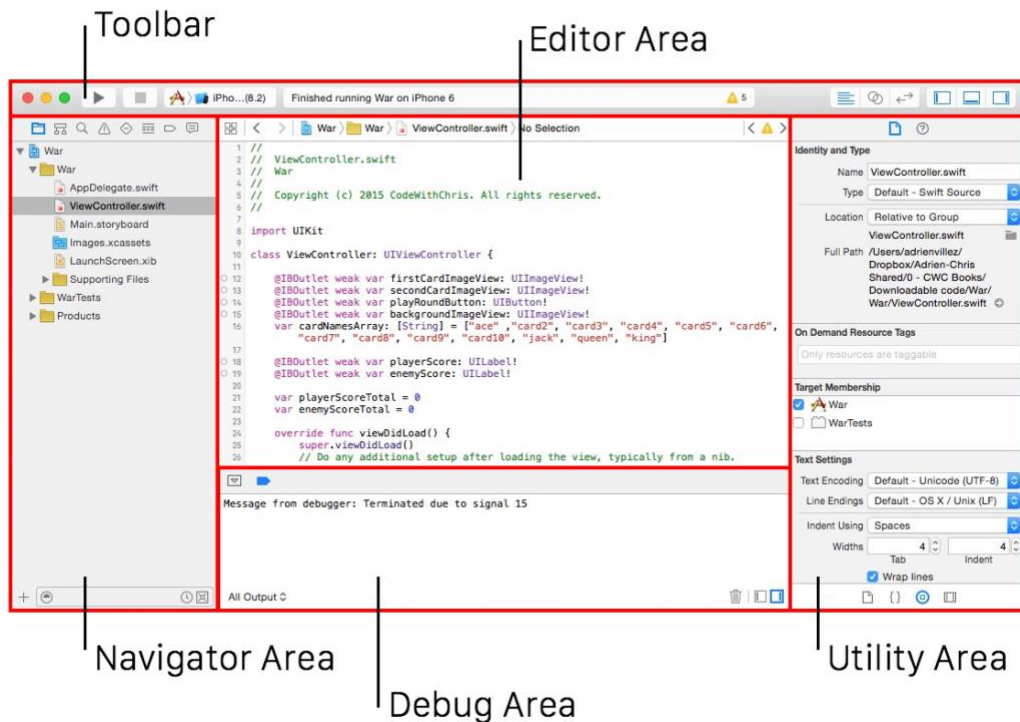 Toolbar
Editor Area
iPho...(8.2)
Finished running War on iPhone 6
5
War
War
AppDelegate.swift
ViewController.swift
Main.storyboard
Images.xcassets
LaunchScreen.xib
Supporting Files
WarTests
Products
War
War
ViewController.swift
No Selection
1 //
2 //  ViewController.swift
3 //  War
4 //
5 //  Copyright (c) 2015 CodeWithChris. All rights reserved.
6 //
7
8 import UIKit
9
10 class ViewController: UIViewController {
11
12     @IBOutlet weak var firstCardImageView: UIImageView!
13     @IBOutlet weak var secondCardImageView: UIImageView!
14     @IBOutlet weak var playRoundButton: UIButton!
15     @IBOutlet weak var backgroundImageView: UIImageView!
16     var cardNamesArray: [String] = ["ace" ,"card2", "card3", "card4", "card5", "card6",
"card7", "card8", "card9", "card10", "jack", "queen", "king"]
17
18     @IBOutlet weak var playerScore: UILabel!
19     @IBOutlet weak var enemyScore: UILabel!
20
21     var playerScoreTotal = 0
22     var enemyScoreTotal = 0
23
24     override func viewDidLoad() {
25         super.viewDidLoad()
26         // Do any additional setup after loading the view, typically from a nib.
Message from debugger: Terminated due to signal 15
All Output
Identity and Type
Name ViewController.swift
Type Default - Swift Source
Location Relative to Group
ViewController.swift
Full Path /Users/adrienvillez/
Dropbox/Adrien-Chris
Shared/0 - CWC Books/
Downloadable code/War/
War/ViewController.swift
On Demand Resource Tags
Only resources are taggable
Target Membership
War
WarTests
Text Settings
Text Encoding Default - Unicode (UTF-8)
Line Endings Default - OS X / Unix (LF)
Indent Using Spaces
Widths 4 4
Tab Indent
Wrap lines
Navigator Area
Debug Area
Utility Area